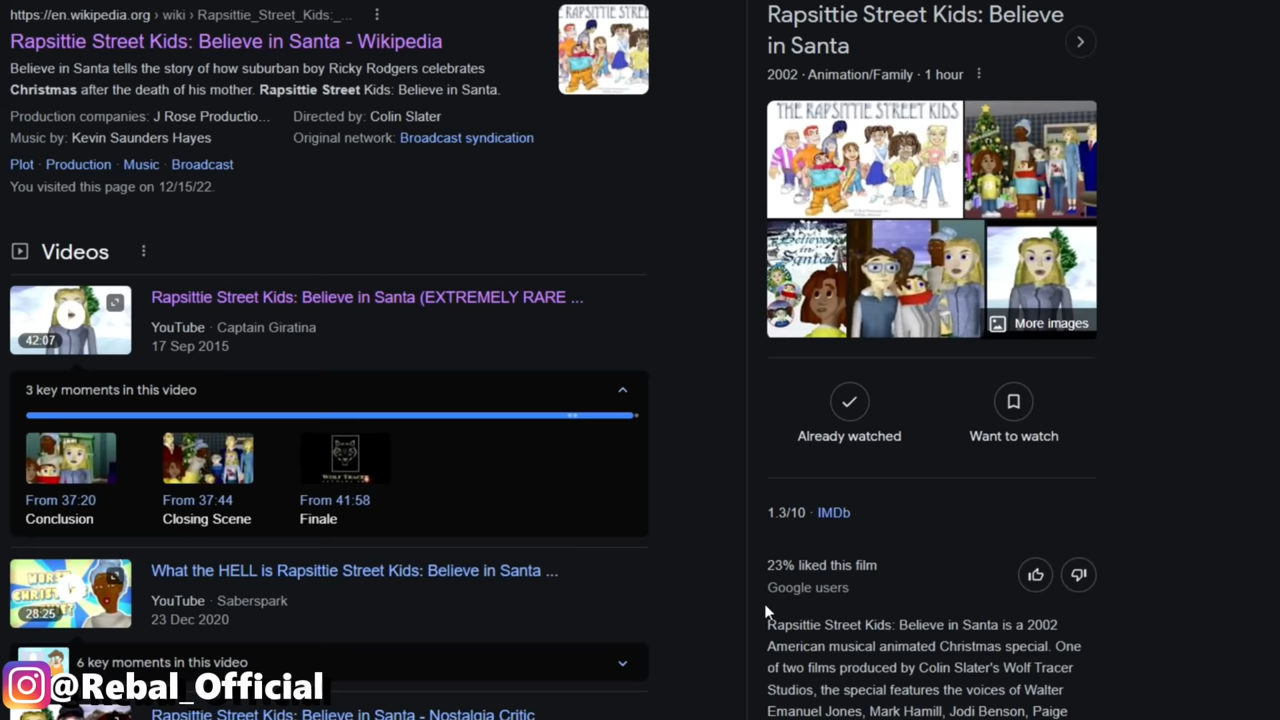 https://en.wikipedia.org › wiki › Rapsittie_Street_Kids:_...
Rapsittie Street Kids: Believe in Santa - Wikipedia
Believe in Santa tells the story of how suburban boy Ricky Rodgers celebrates
Christmas after the death of his mother. Rapsittie Street Kids: Believe in Santa.
Production companies: J Rose Productio... Directed by: Colin Slater
Music by: Kevin Saunders Hayes Original network: Broadcast syndication
Plot · Production · Music · Broadcast
You visited this page on 12/15/22.
Videos
Rapsittie Street Kids: Believe in Santa (EXTREMELY RARE ...
YouTube · Captain Giratina
17 Sep 2015
42:07
3 key moments in this video
WOLF TRACER
From 37:20 From 37:44 From 41:58
Conclusion Closing Scene Finale
What the HELL is Rapsittie Street Kids: Believe in Santa ...
YouTube · Saberspark
23 Dec 2020
WORST
CHRISTMAS
28:25
6 key moments in this video
@Rebal_Official
Rapsittie Street Kids: Believe in Santa - Nostalgia Critic
Rapsittie Street Kids: Believe
in Santa
2002 · Animation/Family · 1 hour
THE RAPSITTIE STREET KIDS
Believe
in
Santa
More images
Already watched Want to watch
1.3/10 · IMDb
23% liked this film
Google users
Rapsittie Street Kids: Believe in Santa is a 2002
American musical animated Christmas special. One
of two films produced by Colin Slater's Wolf Tracer
Studios, the special features the voices of Walter
Emanuel Jones, Mark Hamill, Jodi Benson, Paige